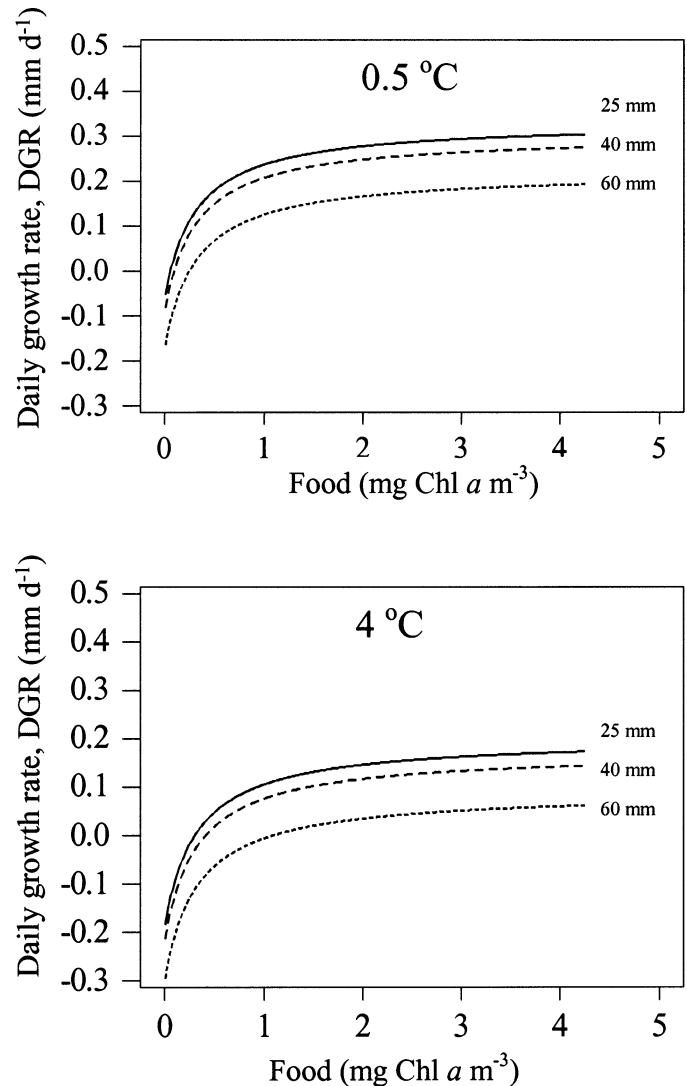 0.5 °C
Daily growth rate, DGR (mm d⁻¹)
0.5
0.4
0.3
0.2
0.1
0.0
-0.1
-0.2
-0.3
25 mm
40 mm
60 mm
0 1 2 3 4 5
Food (mg Chl a m⁻³)
4 °C
Daily growth rate, DGR (mm d⁻¹)
0.5
0.4
0.3
0.2
0.1
0.0
-0.1
-0.2
-0.3
25 mm
40 mm
60 mm
0 1 2 3 4 5
Food (mg Chl a m⁻³)